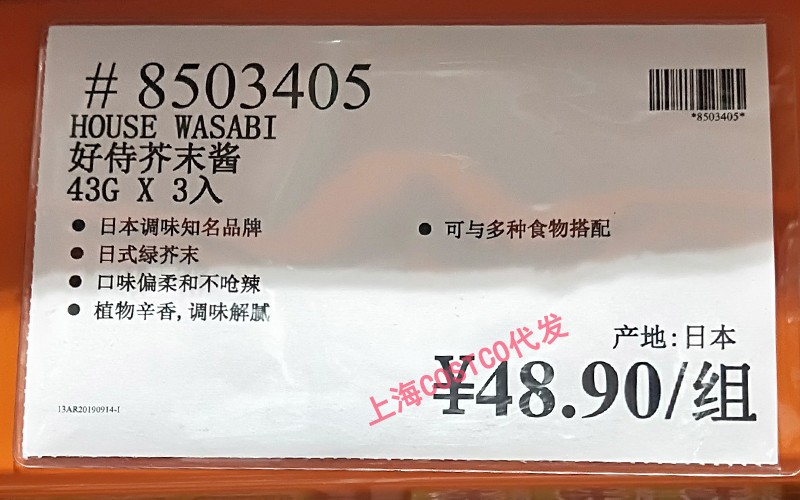 # 8503405
*8503405*
HOUSE WASABI
好侍芥末酱
43G X 3入
● 日本调味知名品牌
● 日式绿芥末
● 口味偏柔和不呛辣
● 植物辛香,调味解腻
● 可与多种食物搭配
产地:日本
¥48.90/组
上海COSTCO代发
13AR20190914-1